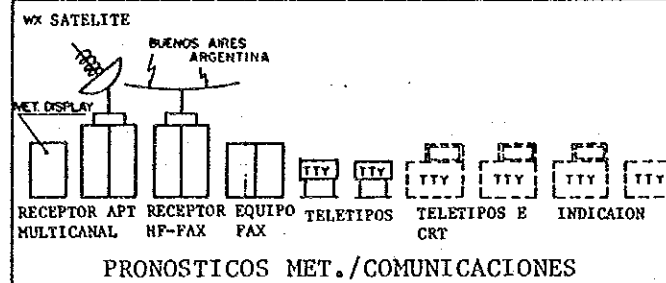 WX SATELITE
BUENOS AIRES
ARGENTINA
MET. DISPLAY
TTY TTY TTY TTY TTY TTY
RECEPTOR APT MULTICANAL
RECEPTOR HF-FAX
EQUIPO FAX
TELETIPOS
TELETIPOS E CRT
INDICAION
PRONOSTICOS MET./COMUNICACIONES